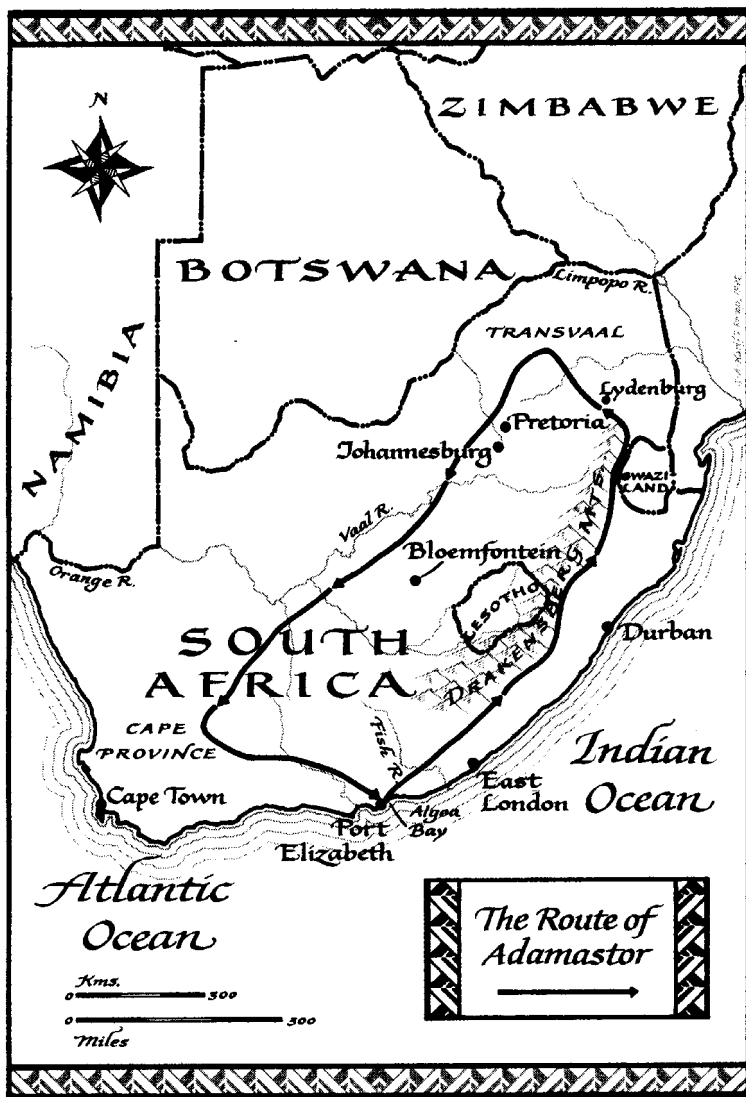 N
ZIMBABWE
BOTSWANA
Limpopo R.
NAMIBIA
TRANSVAAL
Lydenburg
Pretoria
Johannesburg
SWAZI-
LAND
Vaal R.
DRAKENSBERG MTS.
Bloemfontein
Orange R.
LESOTHO
Durban
SOUTH
AFRICA
CAPE
PROVINCE
Fish R.
Indian
Ocean
Cape Town
East
London
Algoa
Bay
Port
Elizabeth
Atlantic
Ocean
The Route of
Adamastor
Kms.
0 300
0 300
Miles